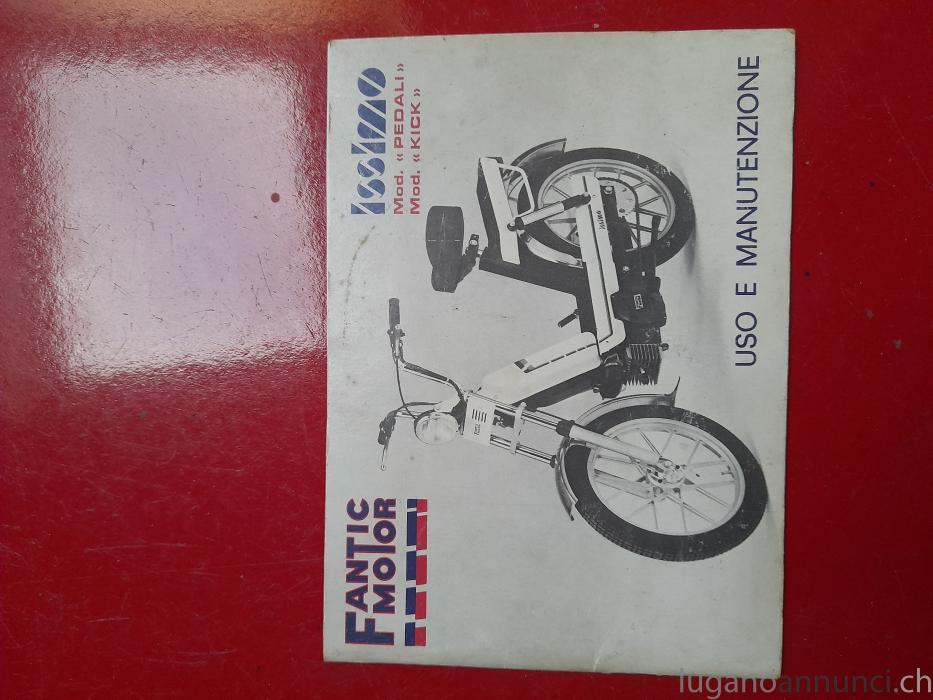 FANTIC
MOTOR
Issimo
Mod. « PEDALI »
Mod. « KICK »
USO E MANUTENZIONE
luganoannunci.ch